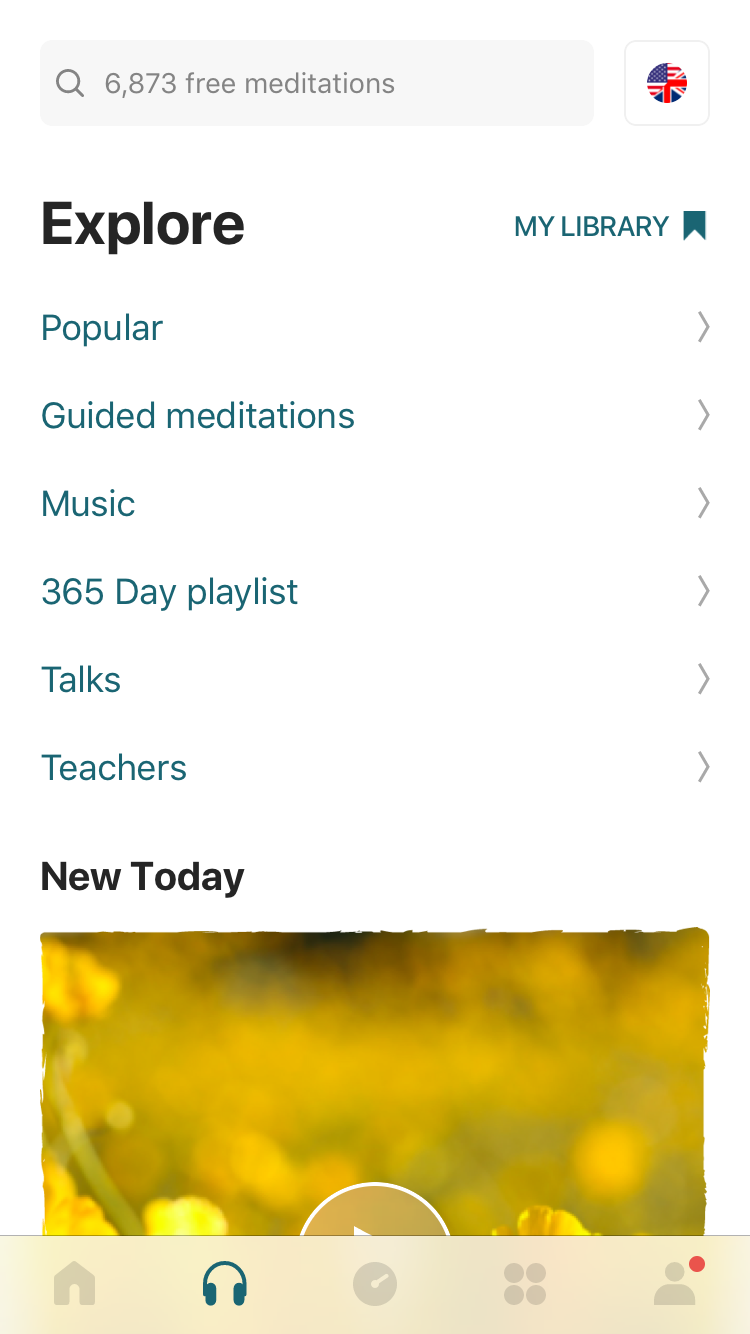 6,873 free meditations
Explore
MY LIBRARY
Popular
Guided meditations
Music
365 Day playlist
Talks
Teachers
New Today